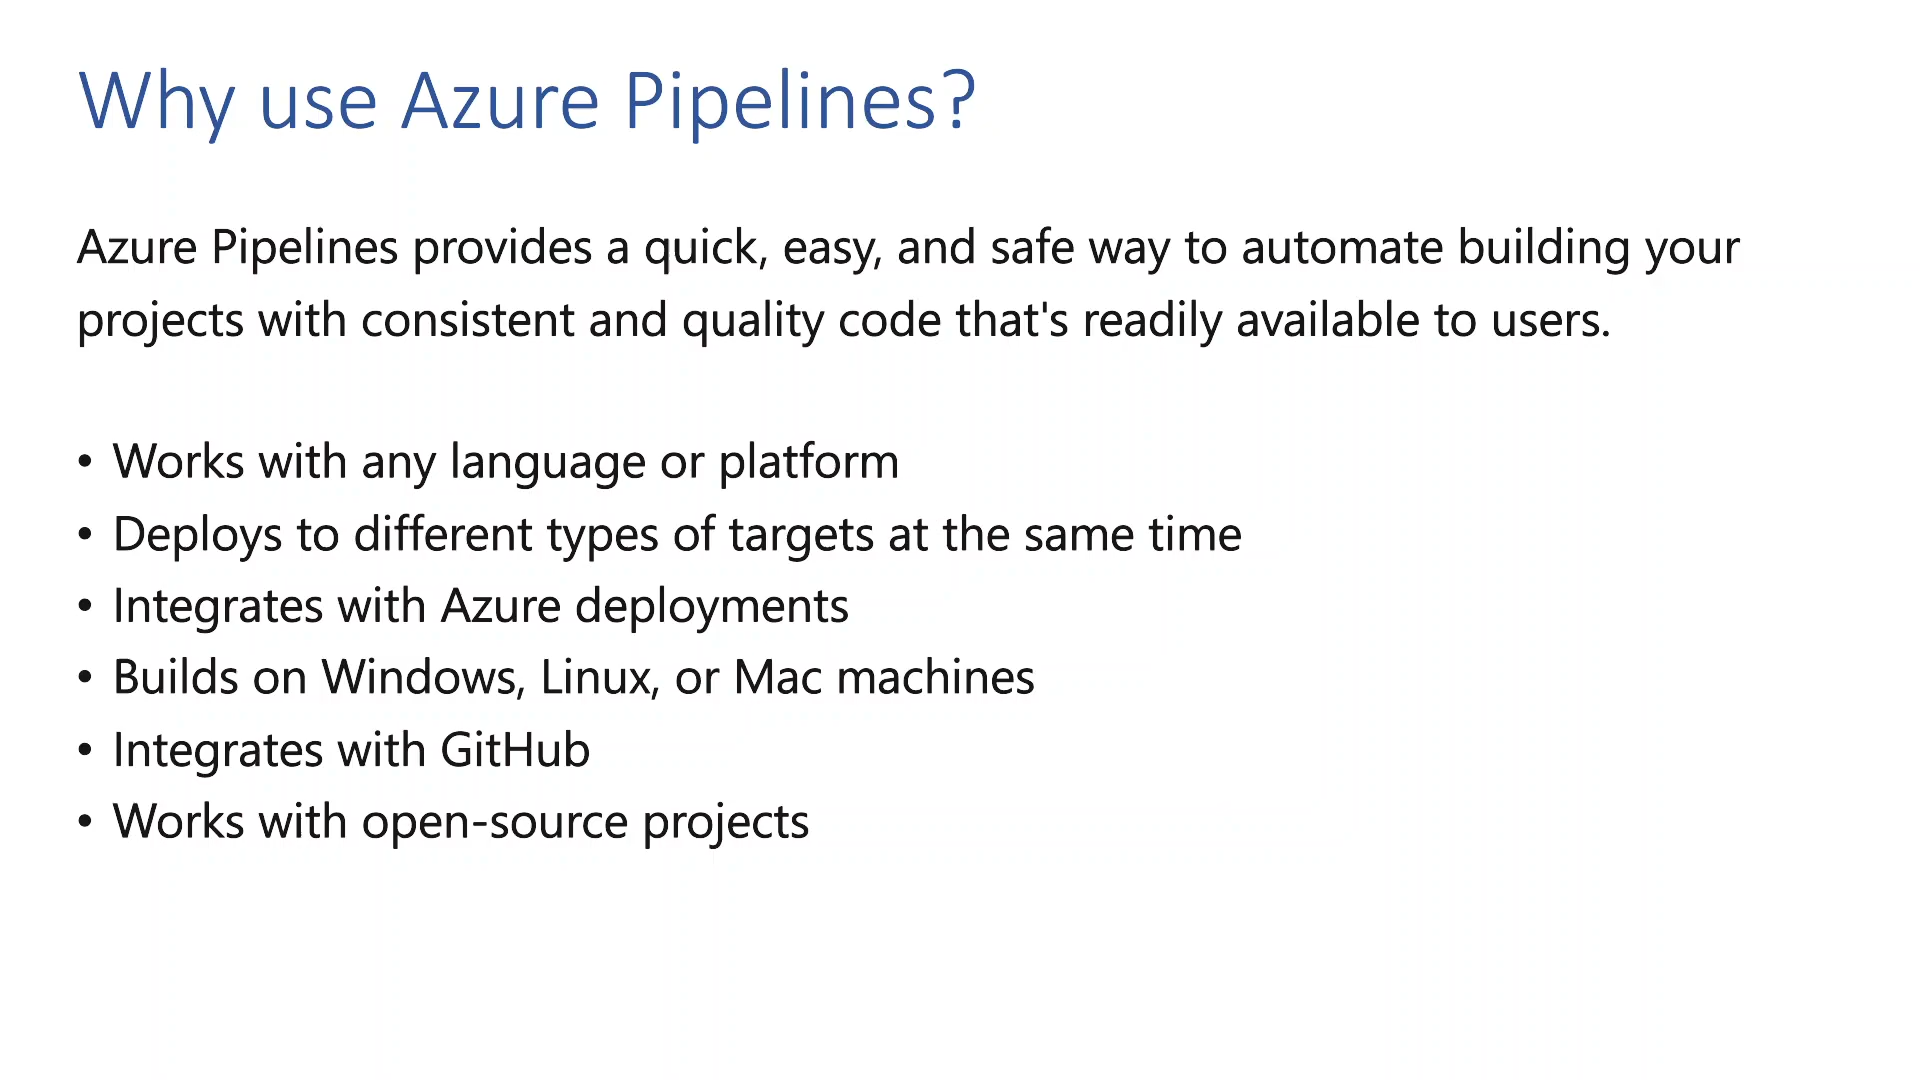 Why use Azure Pipelines?
Azure Pipelines provides a quick, easy, and safe way to automate building your
projects with consistent and quality code that's readily available to users.
• Works with any language or platform
• Deploys to different types of targets at the same time
• Integrates with Azure deployments
• Builds on Windows, Linux, or Mac machines
• Integrates with GitHub
• Works with open-source projects